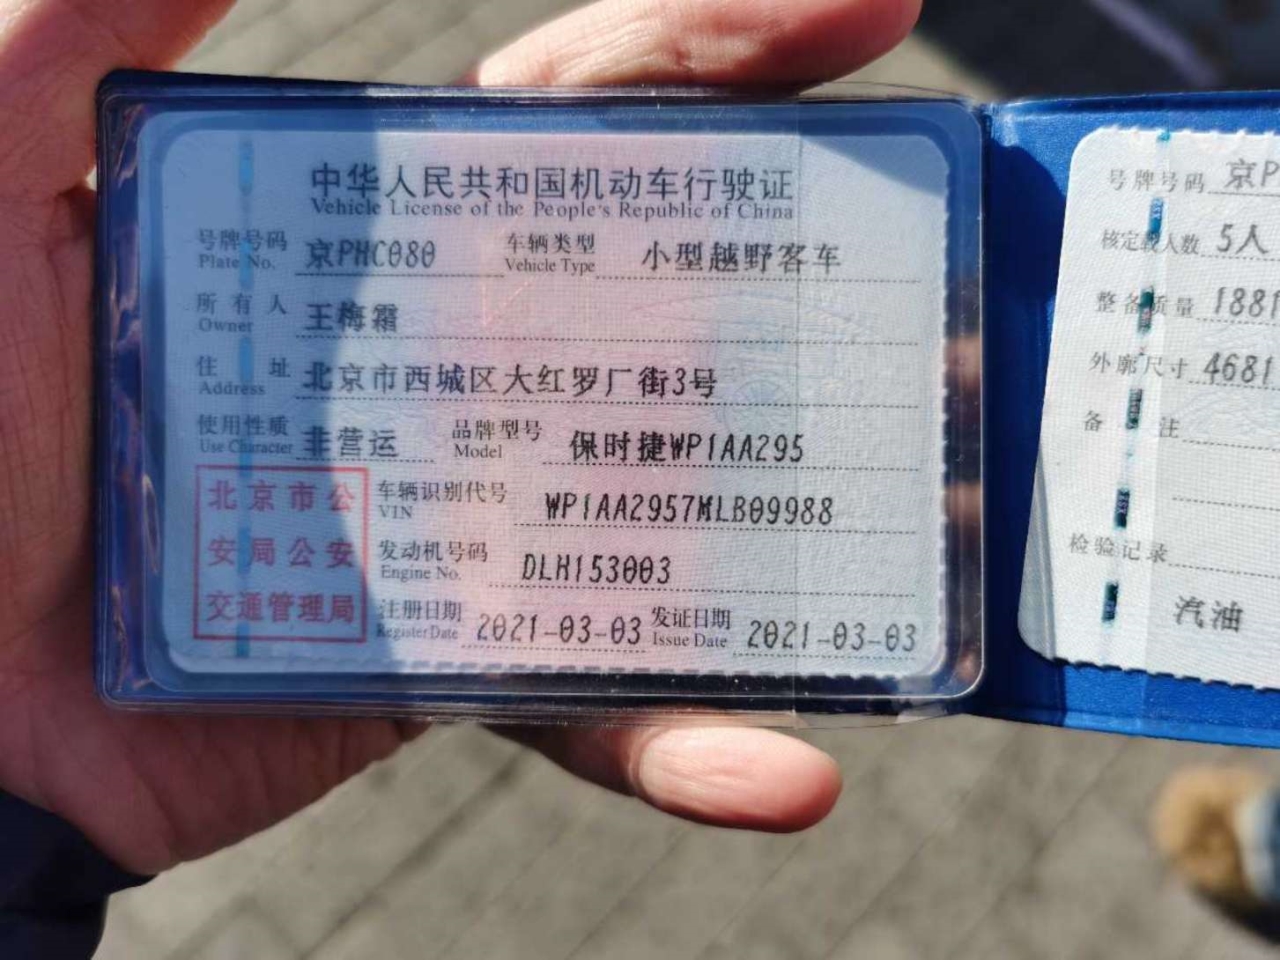 中华人民共和国机动车行驶证
Vehicle License of the People's Republic of China
号牌号码 京PHC080 车辆类型 小型越野客车
Plate No. Vehicle Type
所有人 王梅霜
Owner
住址 北京市西城区大红罗厂街3号
Address
使用性质 非营运 品牌型号 保时捷WP1AA295
Use Character Model
车辆识别代号 WP1AA2957MLB09988
VIN
发动机号码 DLH153003
Engine No.
注册日期 2021-03-03 发证日期 2021-03-03
Register Date Issue Date
北京市公
安局公安
交通管理局
号牌号码 京P
核定载人数 5人
整备质量 1881
外廓尺寸 4681
备注
检验记录
汽油